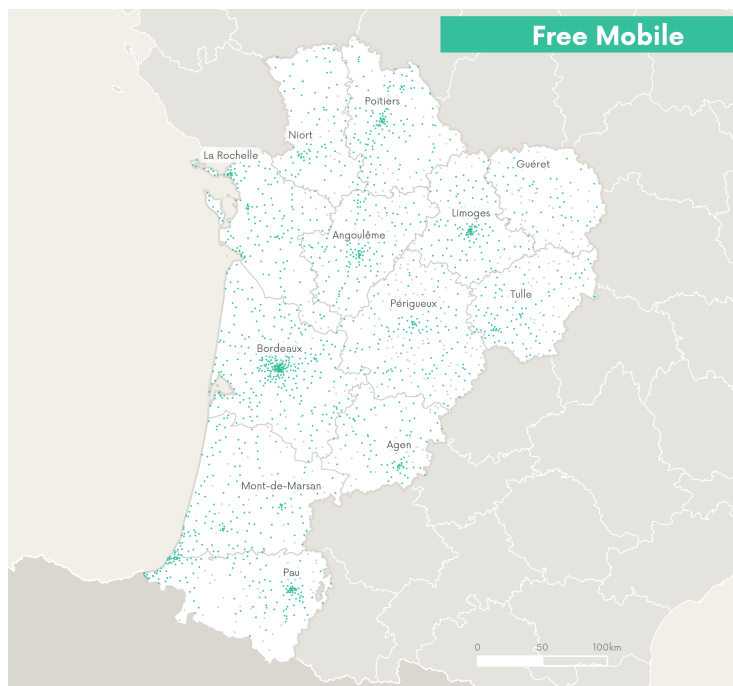 Free Mobile
Poitiers
Niort
La Rochelle
Guéret
Limoges
Angoulême
Tulle
Périgueux
Bordeaux
Agen
Mont-de-Marsan
Pau
0 50 100km